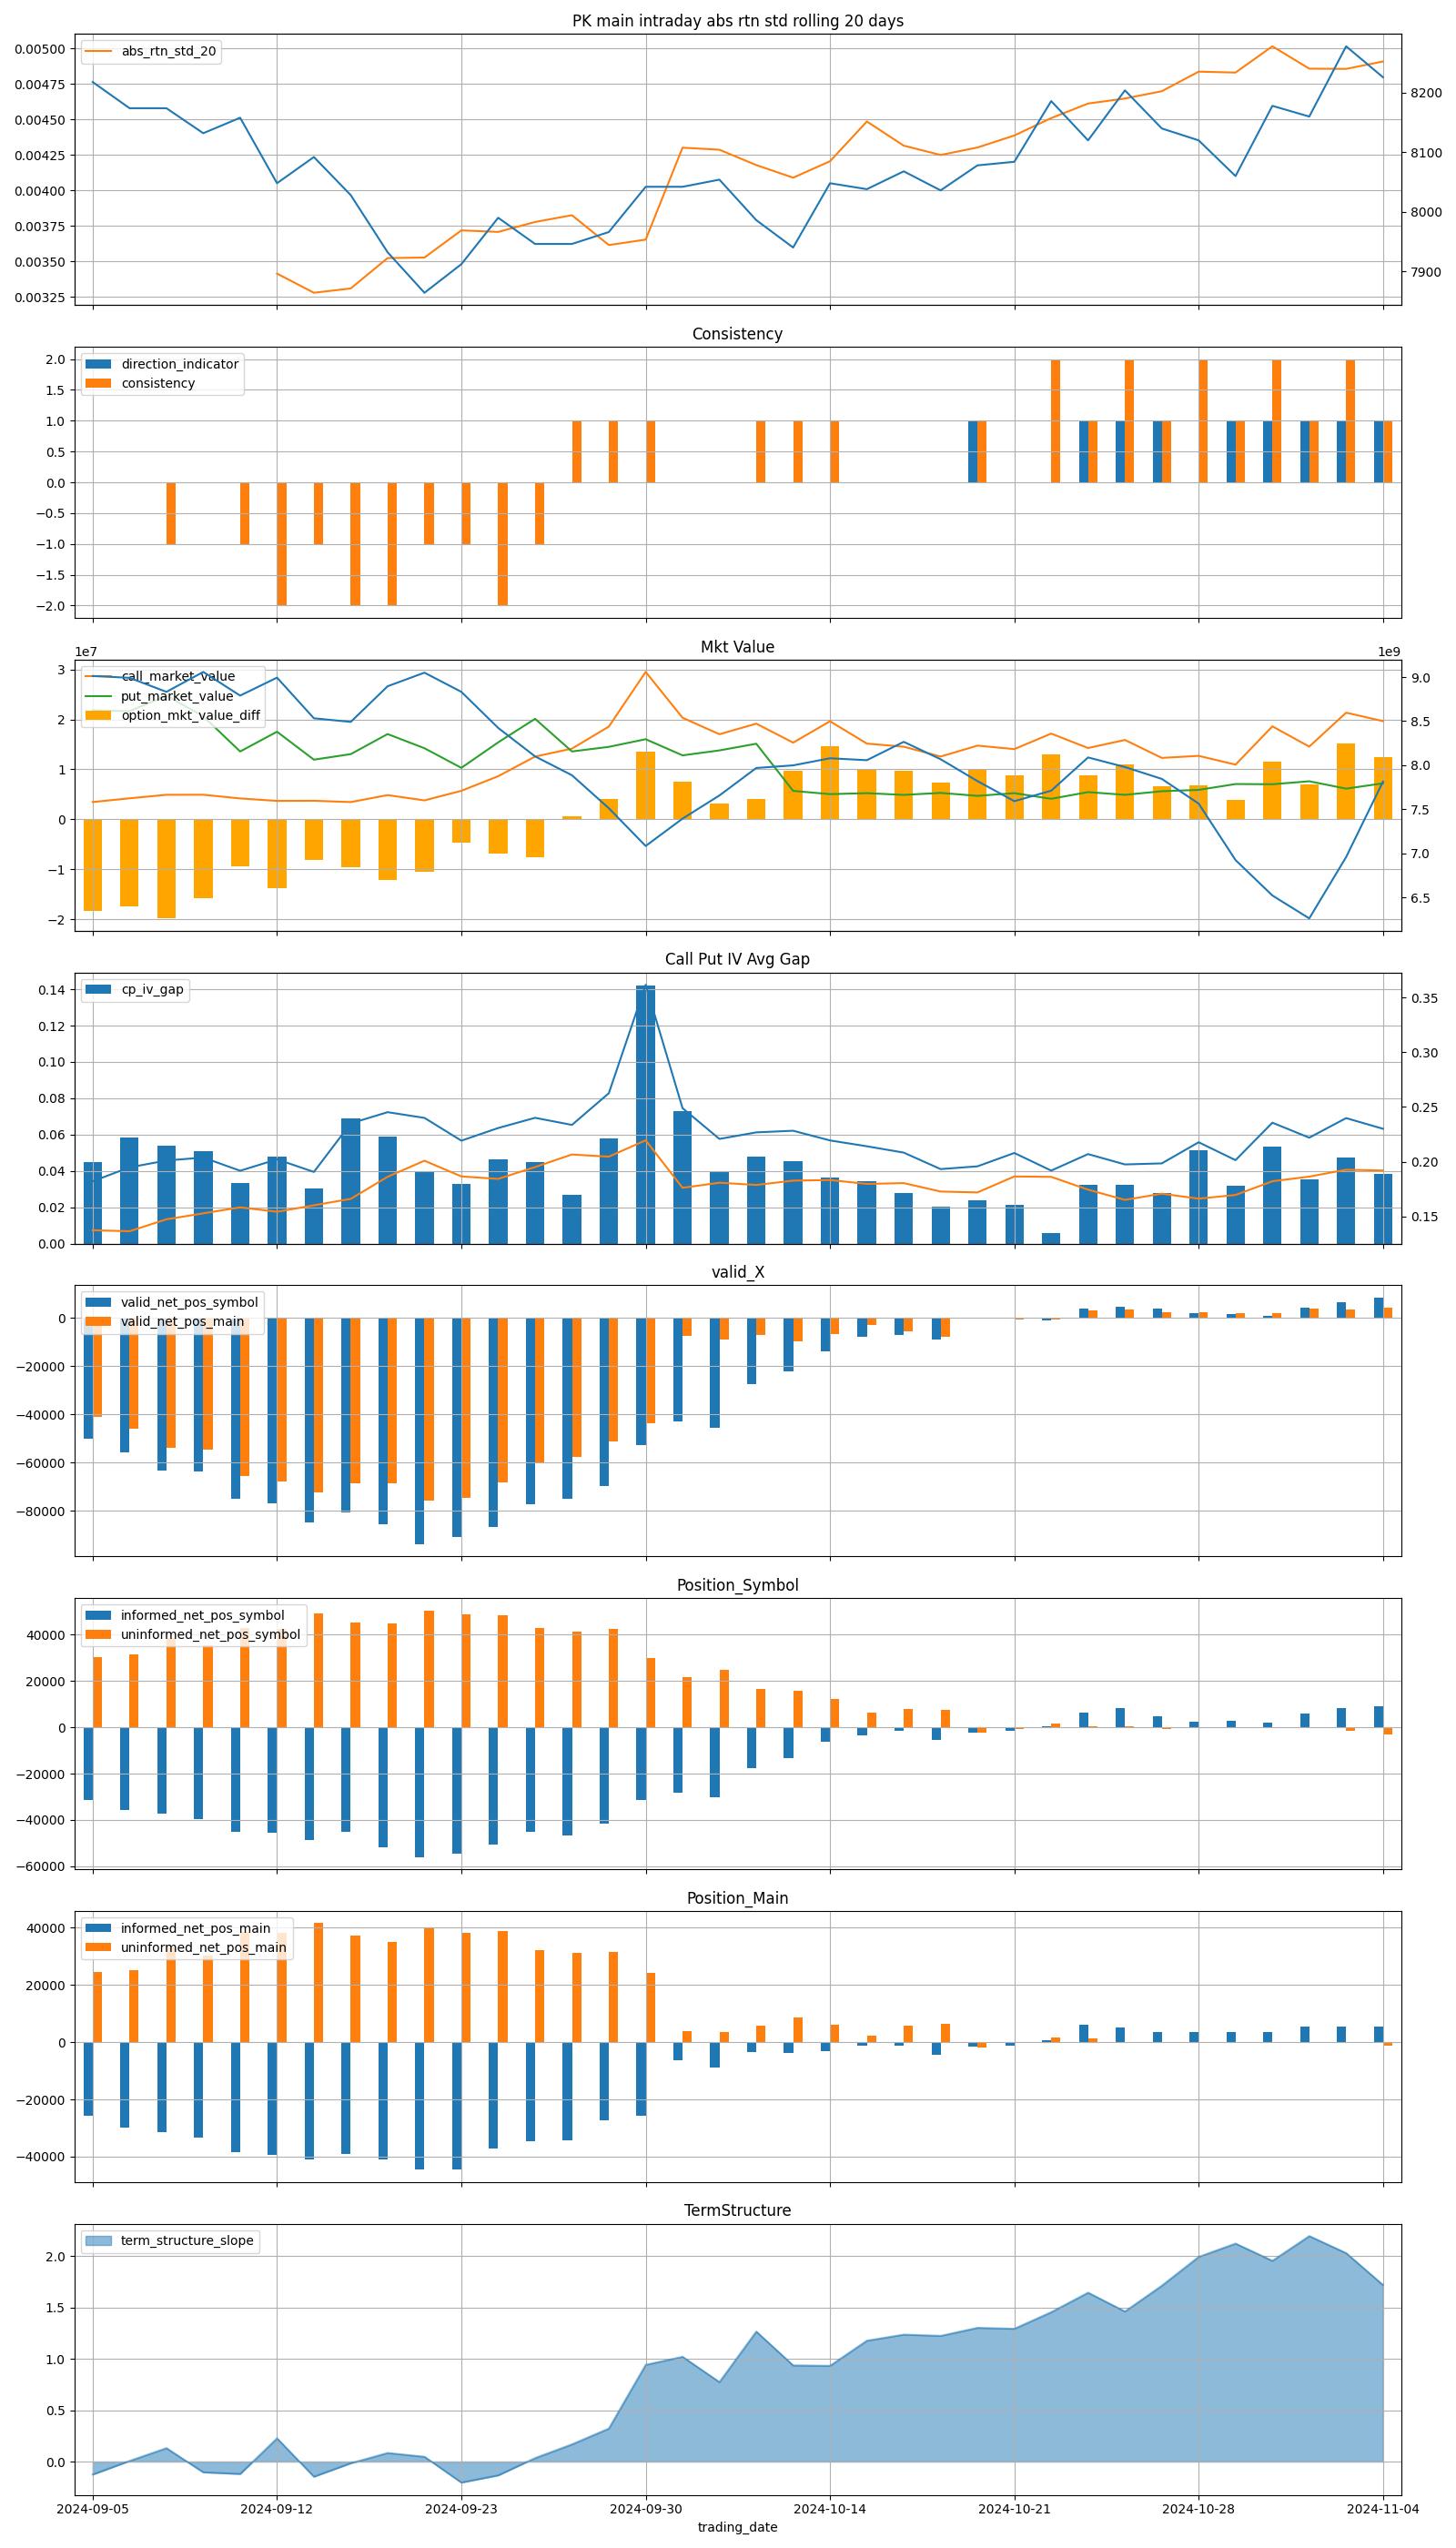 PK main intraday abs rtn std rolling 20 days
abs_rtn_std_20
0.00500
0.00475
0.00450
0.00425
0.00400
0.00375
0.00350
0.00325
8200
8100
8000
7900
Consistency
direction_indicator
consistency
2.0
1.5
1.0
0.5
0.0
−0.5
−1.0
−1.5
−2.0
Mkt Value
1e7
1e9
call_market_value
put_market_value
option_mkt_value_diff
3
2
1
0
−1
−2
9.0
8.5
8.0
7.5
7.0
6.5
Call Put IV Avg Gap
cp_iv_gap
0.14
0.12
0.10
0.08
0.06
0.04
0.02
0.00
0.35
0.30
0.25
0.20
0.15
valid_X
valid_net_pos_symbol
valid_net_pos_main
0
−20000
−40000
−60000
−80000
Position_Symbol
informed_net_pos_symbol
uninformed_net_pos_symbol
40000
20000
0
−20000
−40000
−60000
Position_Main
informed_net_pos_main
uninformed_net_pos_main
40000
20000
0
−20000
−40000
TermStructure
term_structure_slope
2.0
1.5
1.0
0.5
0.0
2024-09-05 2024-09-12 2024-09-23 2024-09-30 2024-10-14 2024-10-21 2024-10-28 2024-11-04
trading_date